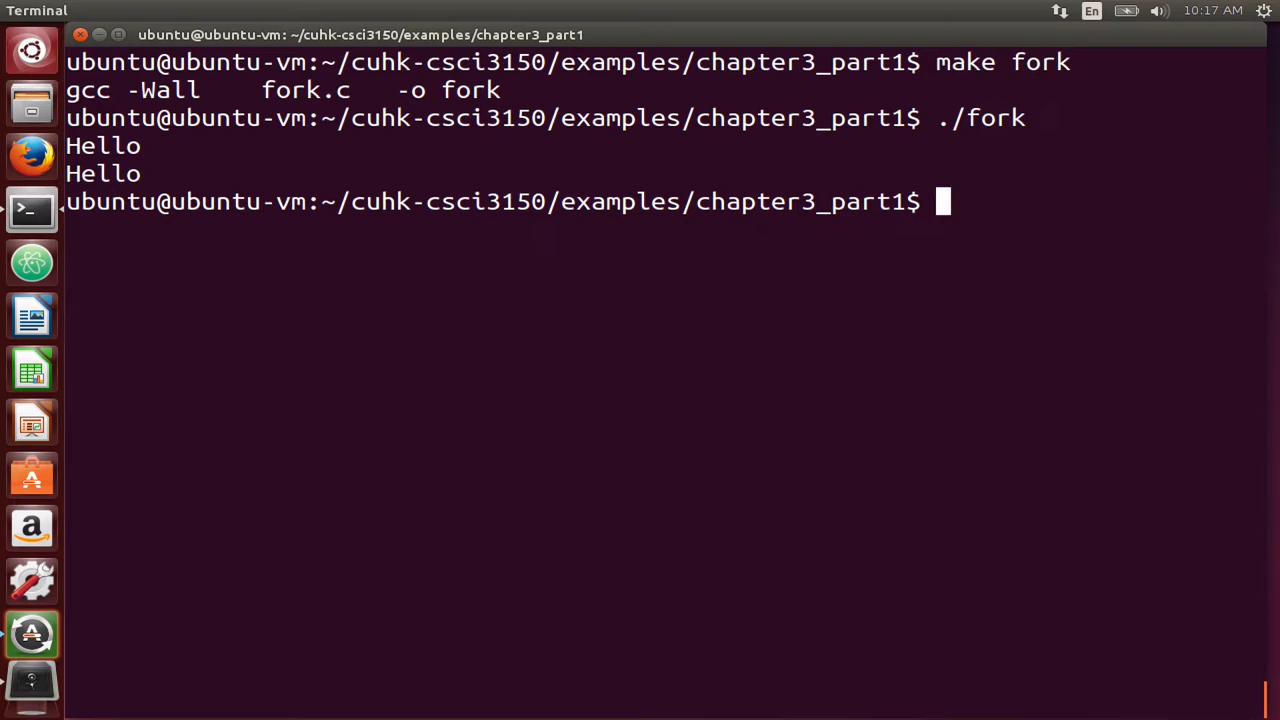 Terminal
En
10:17 AM
ubuntu@ubuntu-vm: ~/cuhk-csci3150/examples/chapter3_part1
ubuntu@ubuntu-vm:~/cuhk-csci3150/examples/chapter3_part1$ make fork
gcc -Wall    fork.c   -o fork
ubuntu@ubuntu-vm:~/cuhk-csci3150/examples/chapter3_part1$ ./fork
Hello
Hello
ubuntu@ubuntu-vm:~/cuhk-csci3150/examples/chapter3_part1$